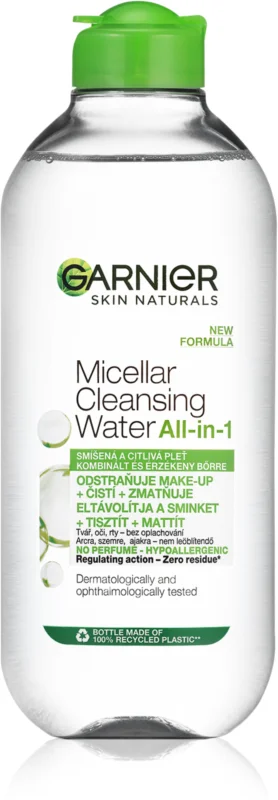 GARNIER
SKIN NATURALS
NEW
FORMULA
Micellar
Cleansing
Water All-in-1
SMÍŠENÁ A CITLIVÁ PLEŤ
KOMBINÁLT ÉS ÉRZÉKENY BŐRRE
ODSTRAŇUJE MAKE-UP
+ ČISTÍ + ZMATŇUJE
ELTÁVOLÍTJA A SMINKET
+ TISZTÍT + MATTÍT
Tvář, oči, rty – bez oplachování
Arcra, szemre, ajakra – nem leöblítendő
NO PERFUME - HYPOALLERGENIC
Regulating action – Zero residue*
Dermatologically and
ophthaimologically tested
BOTTLE MADE OF
100% RECYCLED PLASTIC**